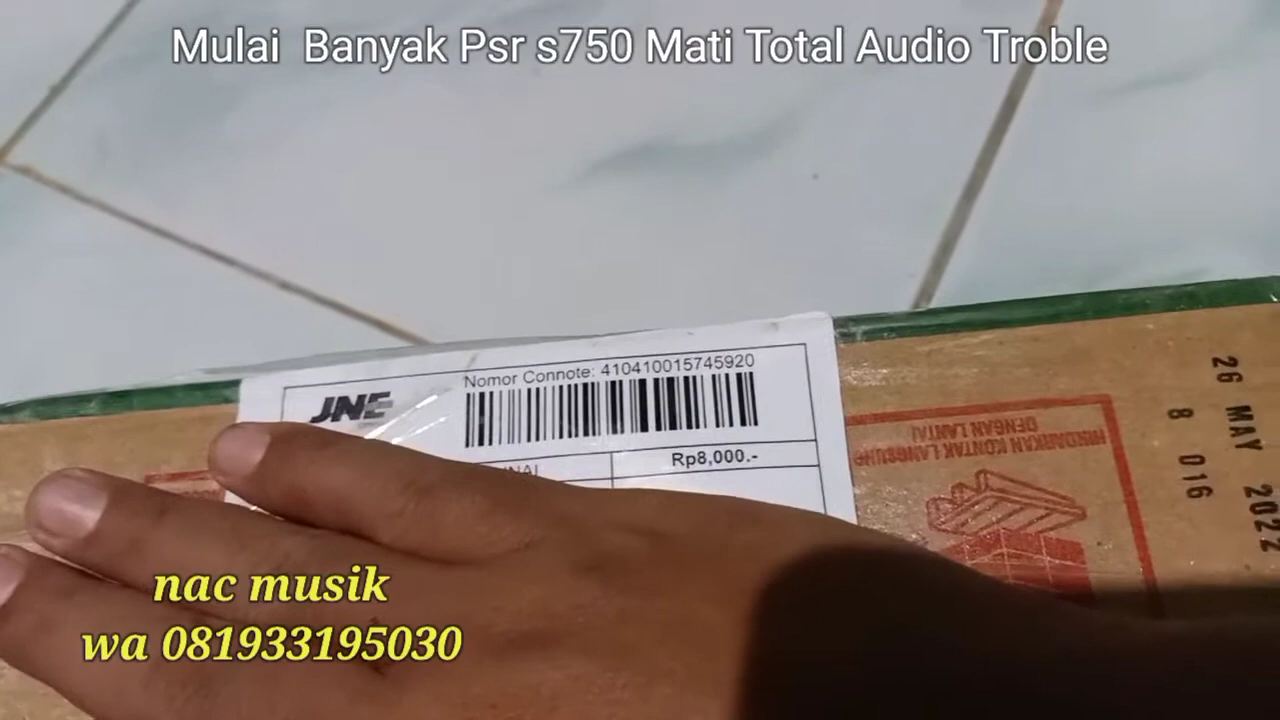 Mulai Banyak Psr s750 Mati Total Audio Troble
Nomor Connote: 410410015745920
JNE
Rp8,000.-
HINDARKAN KONTAK LANGSUNG
DENGAN LANTAI
26 MAY 2022
8 016
nac musik
wa 081933195030